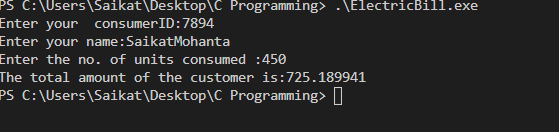 PS C:\Users\Saikat\Desktop\C Programming> .\ElectricBill.exe
Enter your  consumerID:7894
Enter your name:SaikatMohanta
Enter the no. of units consumed :450
The total amount of the customer is:725.189941
PS C:\Users\Saikat\Desktop\C Programming>